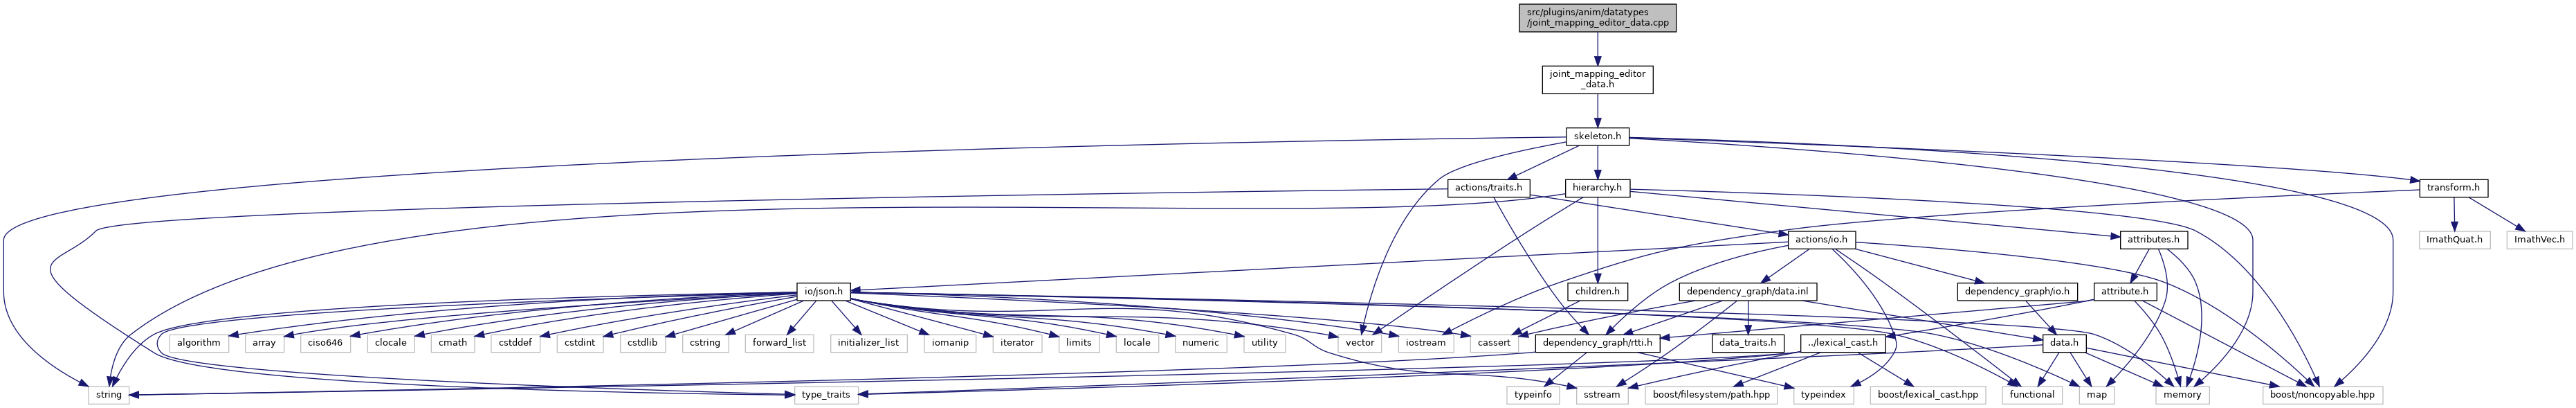 src/plugins/anim/datatypes
/joint_mapping_editor_data.cpp
joint_mapping_editor
_data.h
skeleton.h
actions/traits.h
hierarchy.h
transform.h
actions/io.h
attributes.h
ImathQuat.h
ImathVec.h
io/json.h
children.h
dependency_graph/data.inl
dependency_graph/io.h
attribute.h
algorithm
array
ciso646
clocale
cmath
cstddef
cstdint
cstdlib
cstring
forward_list
initializer_list
iomanip
iterator
limits
locale
numeric
utility
vector
iostream
cassert
dependency_graph/rtti.h
data_traits.h
../lexical_cast.h
data.h
string
type_traits
typeinfo
sstream
boost/filesystem/path.hpp
typeindex
boost/lexical_cast.hpp
functional
map
memory
boost/noncopyable.hpp